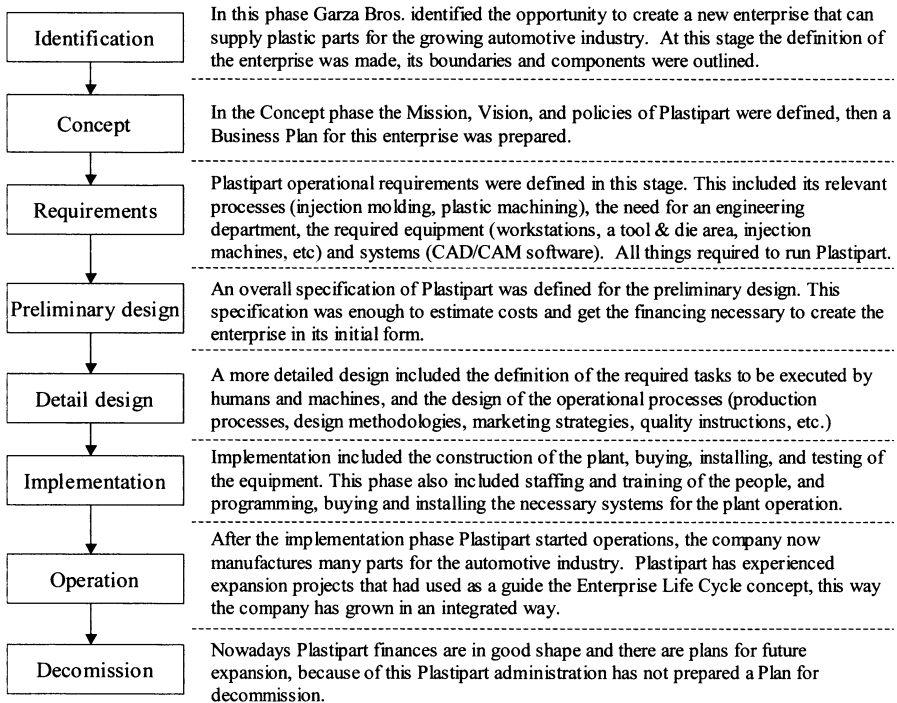 Identification
In this phase Garza Bros. identified the opportunity to create a new enterprise that can
supply plastic parts for the growing automotive industry. At this stage the definition of
the enterprise was made, its boundaries and components were outlined.
Concept
In the Concept phase the Mission, Vision, and policies of Plastipart were defined, then a
Business Plan for this enterprise was prepared.
Requirements
Plastipart operational requirements were defined in this stage. This included its relevant
processes (injection molding, plastic machining), the need for an engineering
department, the required equipment (workstations, a tool & die area, injection
machines, etc) and systems (CAD/CAM software). All things required to run Plastipart.
Preliminary design
An overall specification of Plastipart was defined for the preliminary design. This
specification was enough to estimate costs and get the financing necessary to create the
enterprise in its initial form.
Detail design
A more detailed design included the definition of the required tasks to be executed by
humans and machines, and the design of the operational processes (production
processes, design methodologies, marketing strategies, quality instructions, etc.)
Implementation
Implementation included the construction of the plant, buying, installing, and testing of
the equipment. This phase also included staffing and training of the people, and
programming, buying and installing the necessary systems for the plant operation.
Operation
After the implementation phase Plastipart started operations, the company now
manufactures many parts for the automotive industry. Plastipart has experienced
expansion projects that had used as a guide the Enterprise Life Cycle concept, this way
the company has grown in an integrated way.
Decomission
Nowadays Plastipart finances are in good shape and there are plans for future
expansion, because of this Plastipart administration has not prepared a Plan for
decommission.